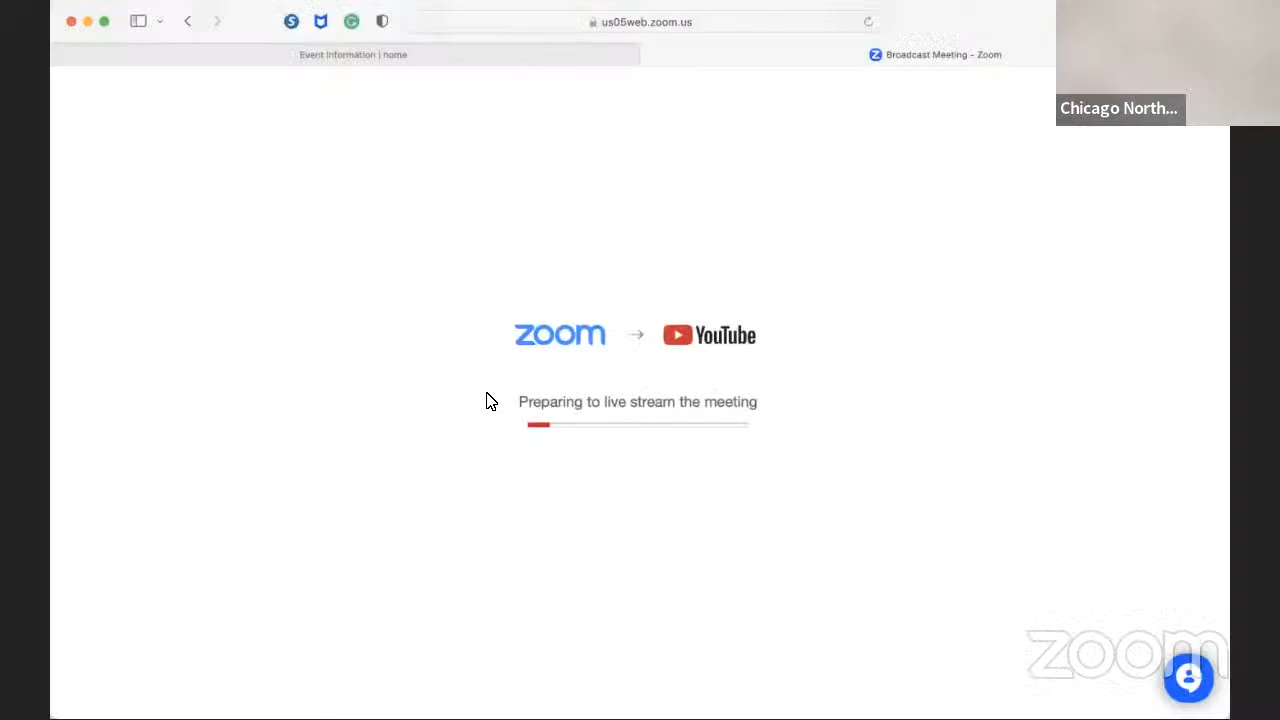 us05web.zoom.us
Event Information | home
Broadcast Meeting - Zoom
Chicago North...
zoom → YouTube
Preparing to live stream the meeting
zoom